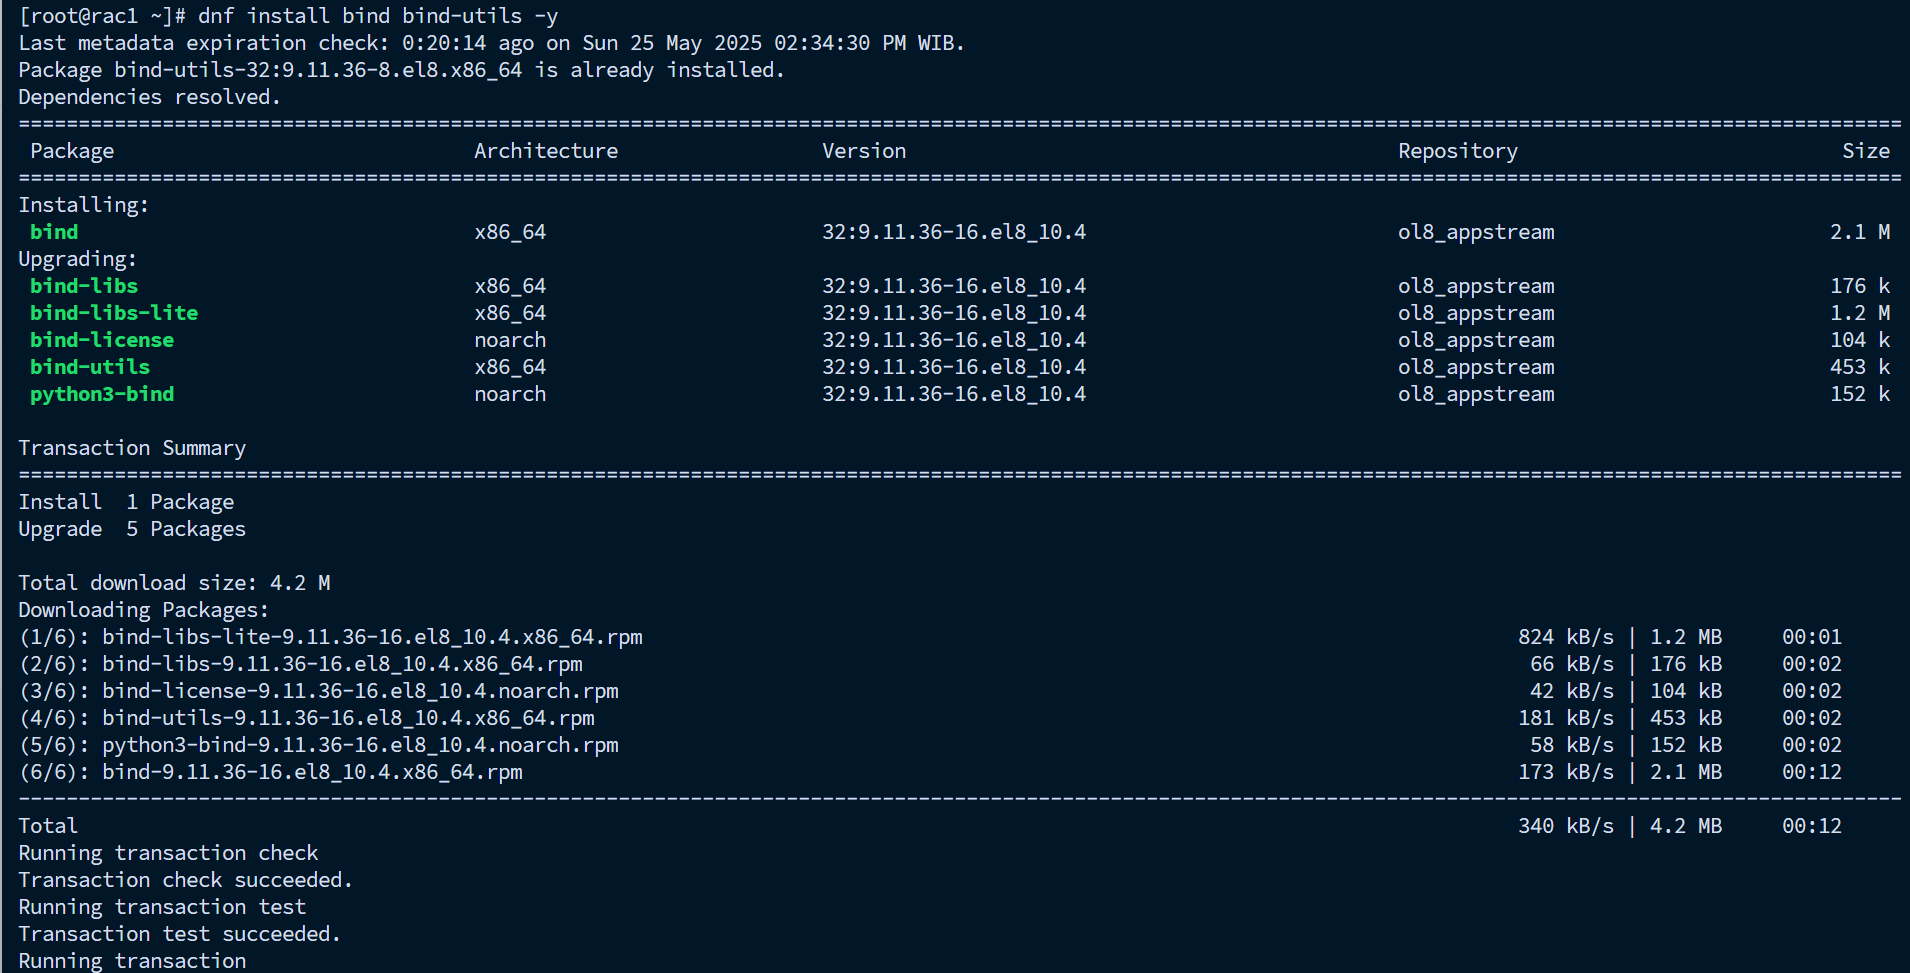 [root@rac1 ~]# dnf install bind bind-utils -y
Last metadata expiration check: 0:20:14 ago on Sun 25 May 2025 02:34:30 PM WIB.
Package bind-utils-32:9.11.36-8.el8.x86_64 is already installed.
Dependencies resolved.
================================================================================
Package Architecture Version Repository Size
================================================================================
Installing:
bind x86_64 32:9.11.36-16.el8_10.4 ol8_appstream 2.1 M
Upgrading:
bind-libs x86_64 32:9.11.36-16.el8_10.4 ol8_appstream 176 k
bind-libs-lite x86_64 32:9.11.36-16.el8_10.4 ol8_appstream 1.2 M
bind-license noarch 32:9.11.36-16.el8_10.4 ol8_appstream 104 k
bind-utils x86_64 32:9.11.36-16.el8_10.4 ol8_appstream 453 k
python3-bind noarch 32:9.11.36-16.el8_10.4 ol8_appstream 152 k
Transaction Summary
================================================================================
Install 1 Package
Upgrade 5 Packages
Total download size: 4.2 M
Downloading Packages:
(1/6): bind-libs-lite-9.11.36-16.el8_10.4.x86_64.rpm 824 kB/s | 1.2 MB 00:01
(2/6): bind-libs-9.11.36-16.el8_10.4.x86_64.rpm 66 kB/s | 176 kB 00:02
(3/6): bind-license-9.11.36-16.el8_10.4.noarch.rpm 42 kB/s | 104 kB 00:02
(4/6): bind-utils-9.11.36-16.el8_10.4.x86_64.rpm 181 kB/s | 453 kB 00:02
(5/6): python3-bind-9.11.36-16.el8_10.4.noarch.rpm 58 kB/s | 152 kB 00:02
(6/6): bind-9.11.36-16.el8_10.4.x86_64.rpm 173 kB/s | 2.1 MB 00:12
--------------------------------------------------------------------------------
Total 340 kB/s | 4.2 MB 00:12
Running transaction check
Transaction check succeeded.
Running transaction test
Transaction test succeeded.
Running transaction